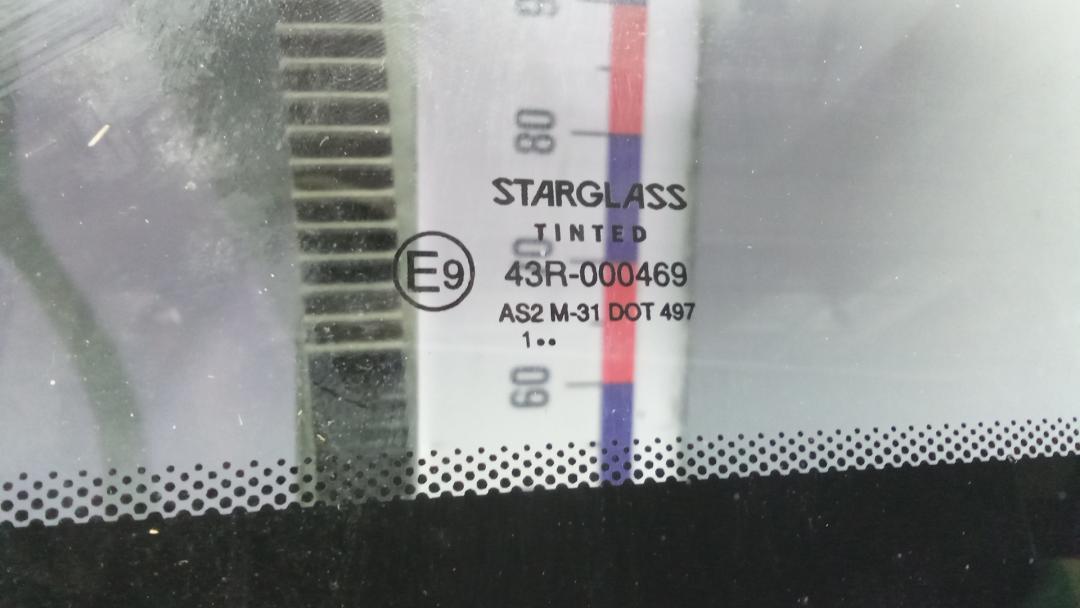 80
STARGLASS
TINTED
E9 43R-000469
AS2 M-31 DOT 497
1••
60